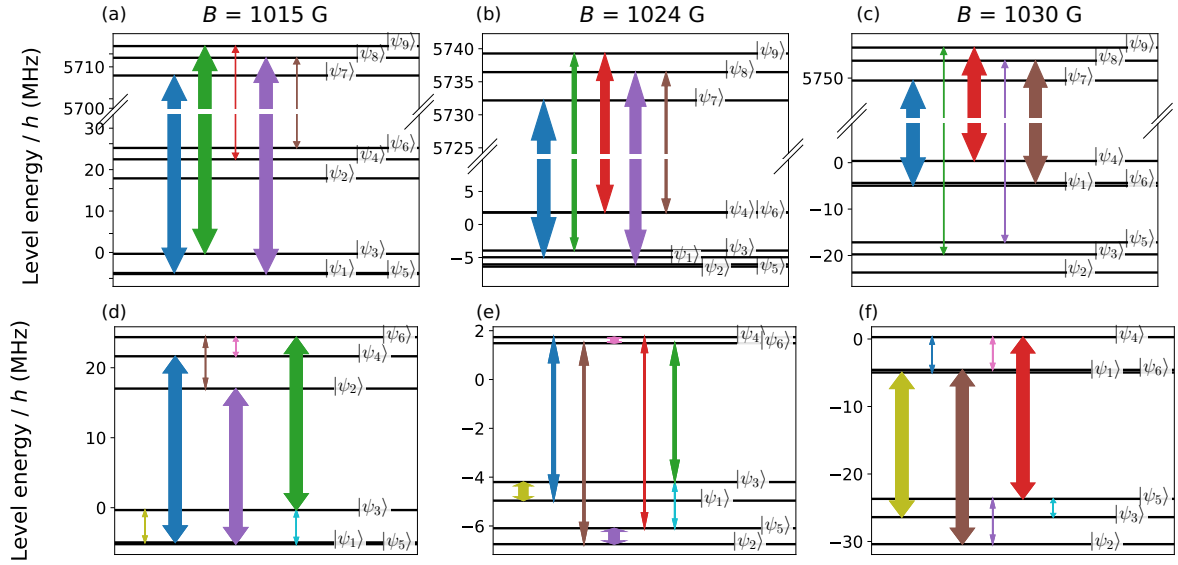 (a)
B = 1015 G
(b)
B = 1024 G
(c)
B = 1030 G
Level energy / h (MHz)
5710
5700
30
20
10
0
|ψ9⟩
|ψ8⟩
|ψ7⟩
|ψ6⟩
|ψ4⟩
|ψ2⟩
|ψ3⟩
|ψ1⟩ |ψ5⟩
5740
5735
5730
5725
5
0
−5
|ψ9⟩
|ψ8⟩
|ψ7⟩
|ψ4⟩ |ψ6⟩
|ψ3⟩
|ψ1⟩
|ψ2⟩ |ψ5⟩
5750
0
−10
−20
|ψ9⟩
|ψ8⟩
|ψ7⟩
|ψ4⟩
|ψ1⟩ |ψ6⟩
|ψ5⟩
|ψ3⟩
|ψ2⟩
(d)
(e)
(f)
Level energy / h (MHz)
20
10
0
|ψ6⟩
|ψ4⟩
|ψ2⟩
|ψ3⟩
|ψ1⟩ |ψ5⟩
2
0
−2
−4
−6
|ψ4⟩
|ψ6⟩
|ψ3⟩
|ψ1⟩
|ψ5⟩
|ψ2⟩
0
−10
−20
−30
|ψ4⟩
|ψ1⟩ |ψ6⟩
|ψ5⟩
|ψ3⟩
|ψ2⟩